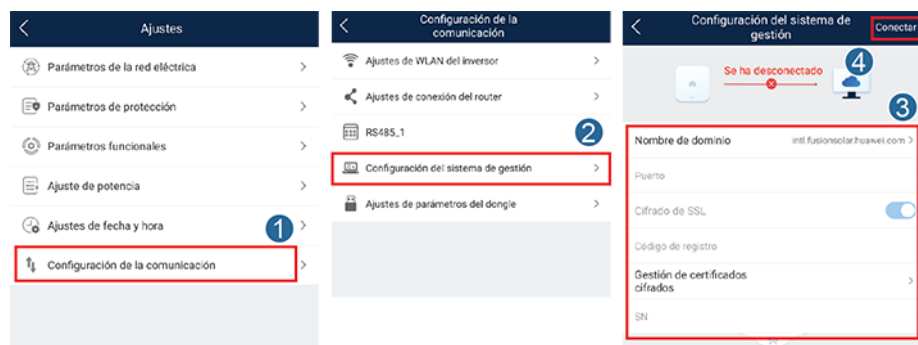 Ajustes
Parámetros de la red eléctrica
Parámetros de protección
Parámetros funcionales
Ajuste de potencia
Ajustes de fecha y hora
1
Configuración de la comunicación
Configuración de la
comunicación
Ajustes de WLAN del inversor
Ajustes de conexión del router
RS485_1
2
Configuración del sistema de gestión
Ajustes de parámetros del dongle
Configuración del sistema de
gestión
Conectar
Se ha desconectado
4
3
Nombre de dominio
intl.fusionsolar.huawei.com
Puerto
Cifrado de SSL
Código de registro
Gestión de certificados
cifrados
SN